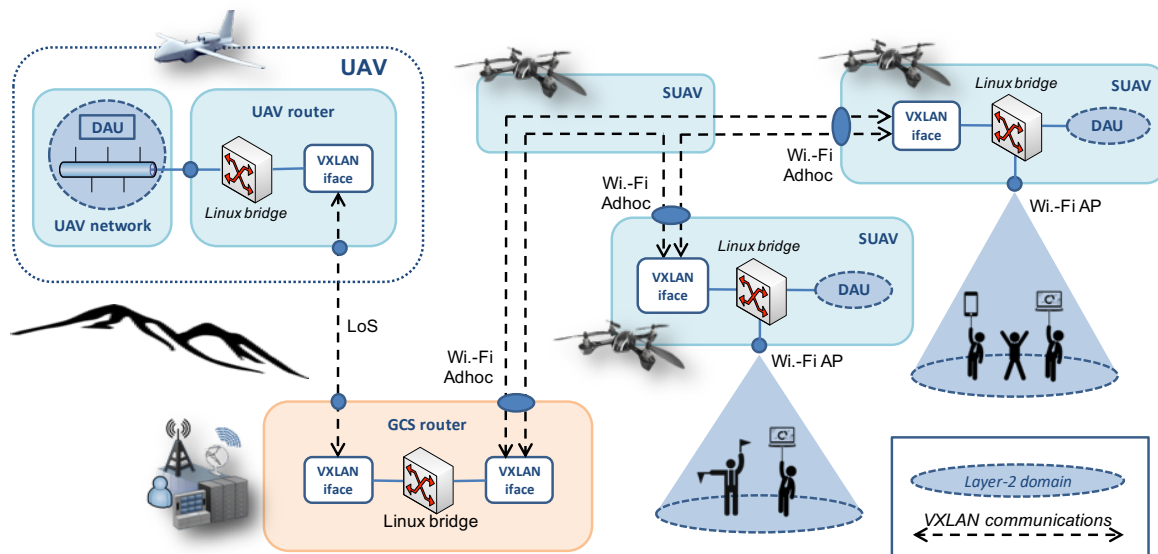 UAV
DAU
UAV network
UAV router
Linux bridge
VXLAN
iface
SUAV
SUAV
Linux bridge
VXLAN
iface
DAU
Wi.-Fi
Adhoc
Wi.-Fi AP
Wi.-Fi
Adhoc
SUAV
Linux bridge
VXLAN
iface
DAU
Wi.-Fi AP
LoS
Wi.-Fi
Adhoc
GCS router
VXLAN
iface
Linux bridge
VXLAN
iface
Layer-2 domain
VXLAN communications